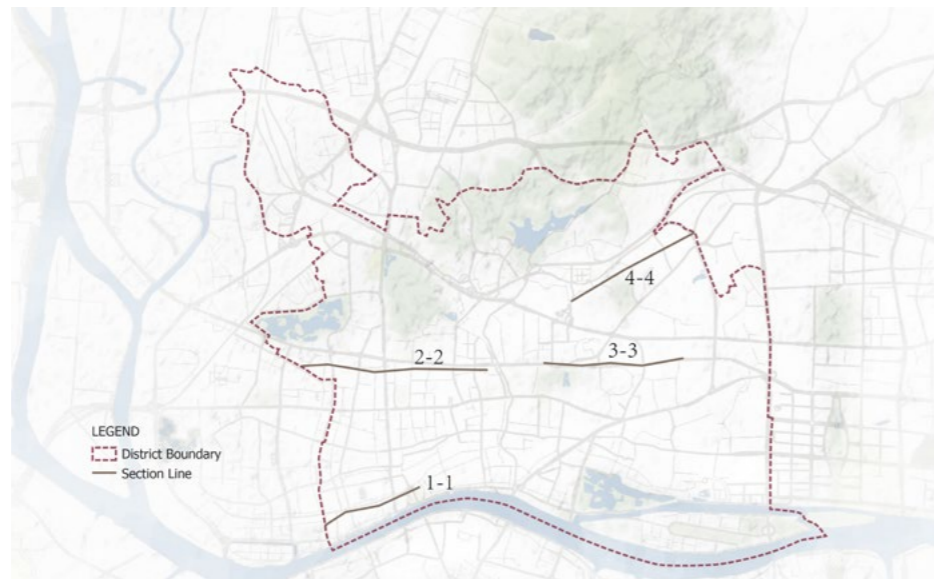 4-4
3-3
2-2
LEGEND
District Boundary
Section Line
1-1